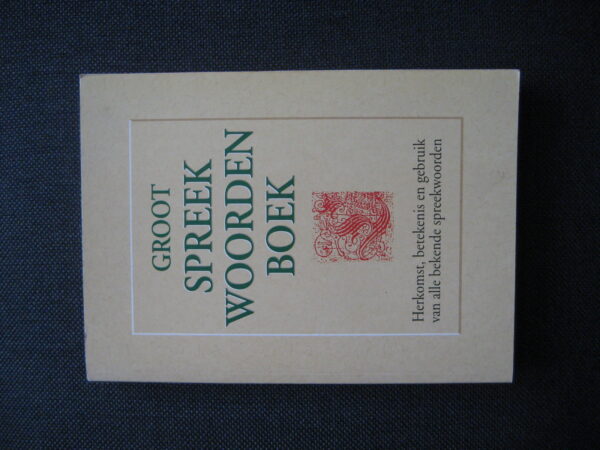 GROOT
SPREEK
WOORDEN
BOEK
Herkomst, betekenis en gebruik
van alle bekende spreekwoorden